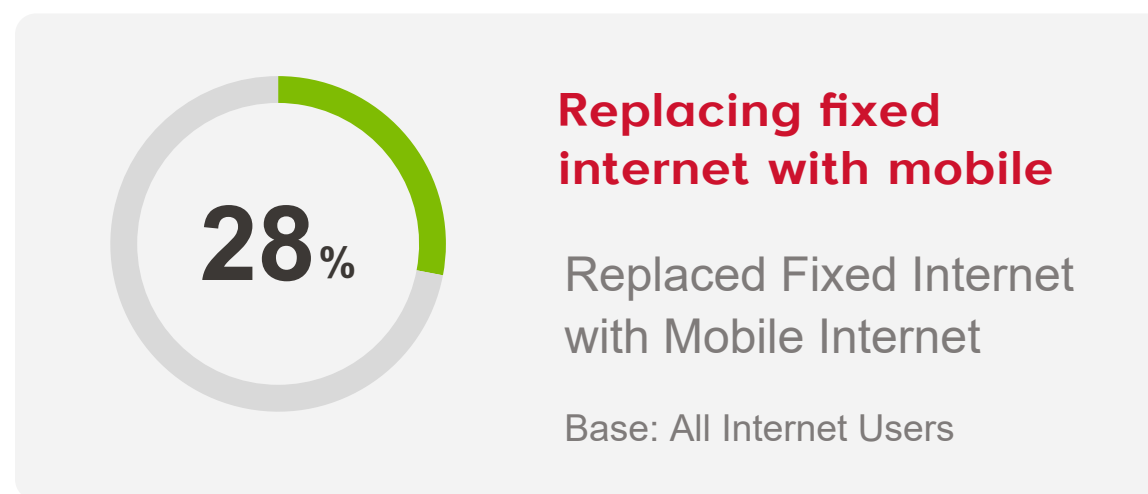 28%
Replacing fixed
internet with mobile
Replaced Fixed Internet
with Mobile Internet
Base: All Internet Users